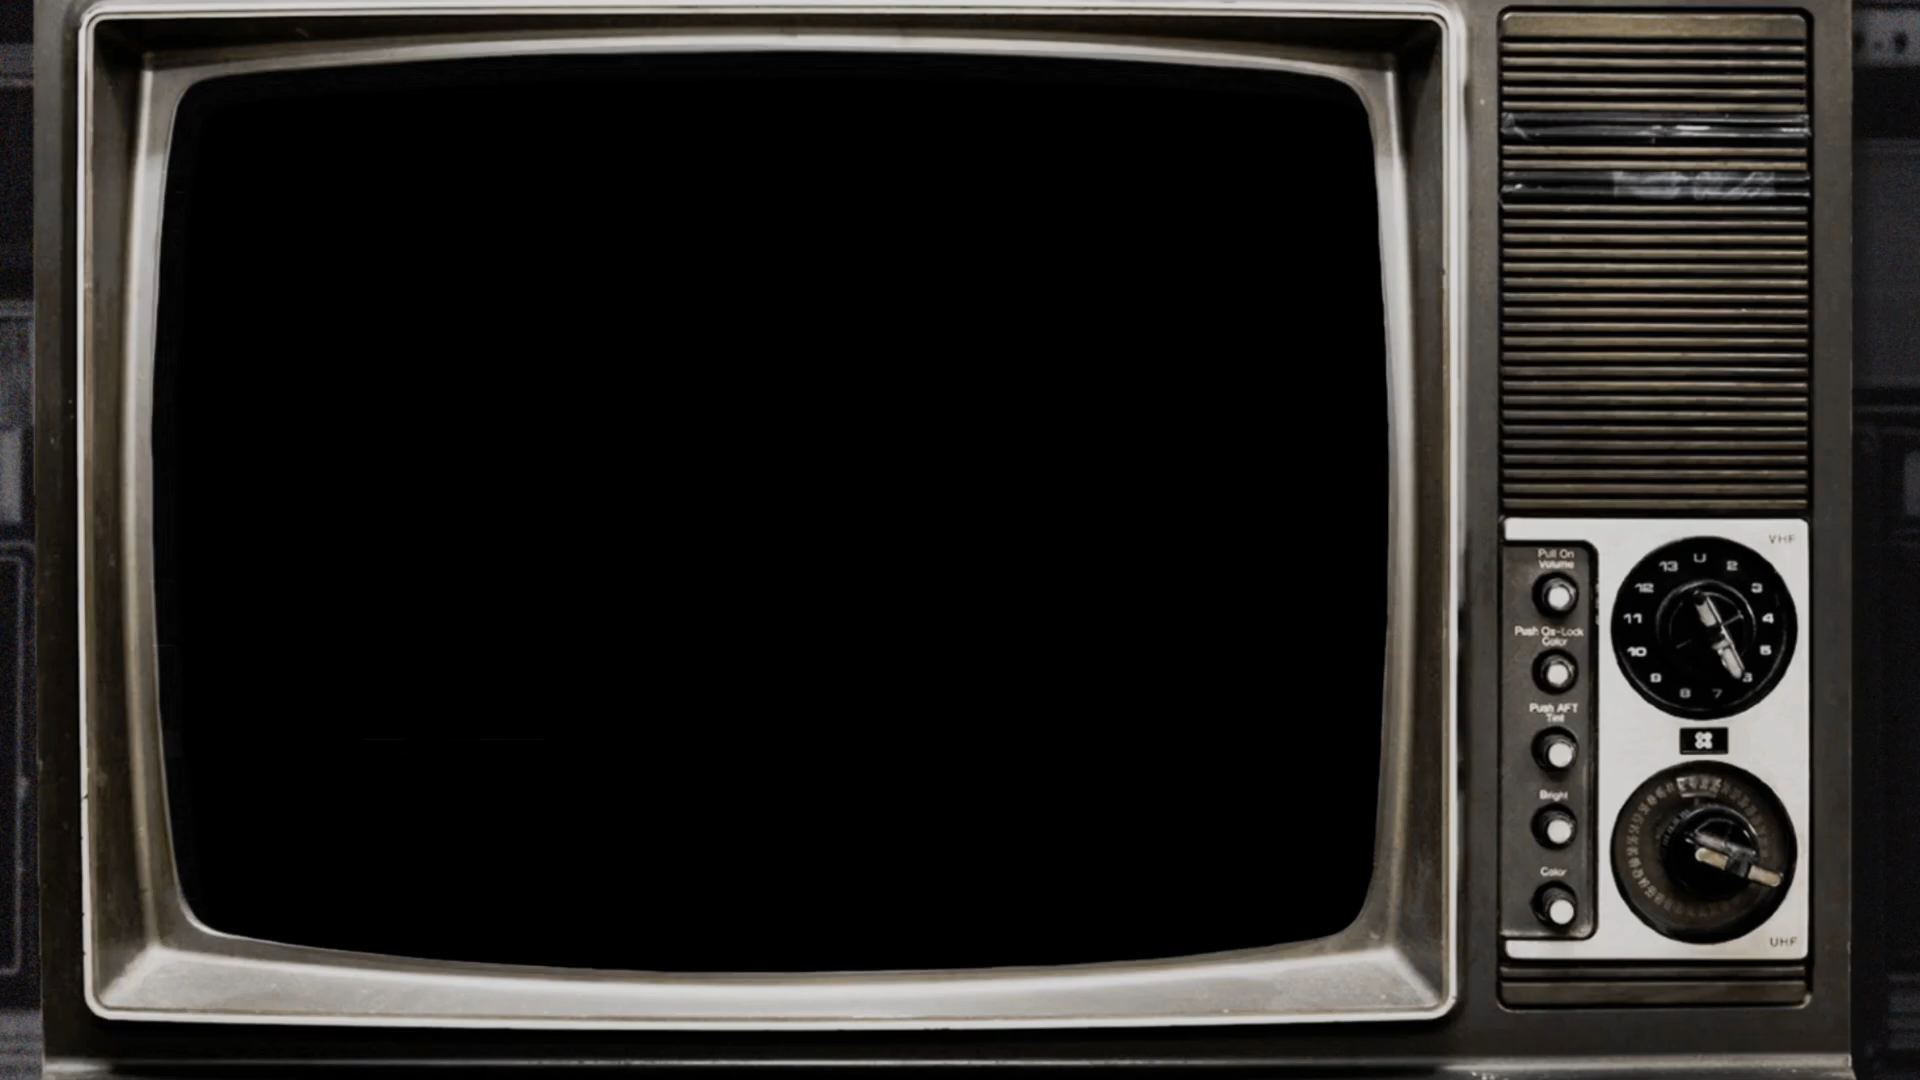 VHF
Pull On
Volume
U
2
3
4
5
6
7
8
9
10
11
12
13
Push On-Lock
Color
Push AFT
Tint
Bright
Color
UHF